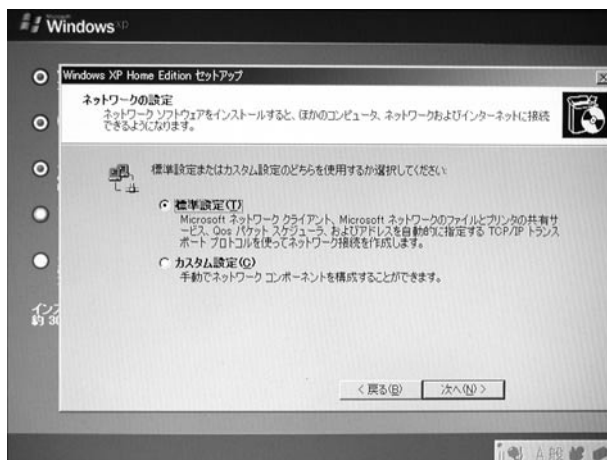 Microsoft
Windows xp
Windows XP Home Edition セットアップ
ネットワークの設定
ネットワーク ソフトウェアをインストールすると、ほかのコンピュータ、ネットワークおよびインターネットに接続
できるようになります。
標準設定またはカスタム設定のどちらを使用するか選択してください:
標準設定(T)
Microsoft ネットワーク クライアント、Microsoft ネットワークのファイルとプリンタの共有サ
ービス、Qos パケット スケジューラ、およびアドレスを自動的に指定する TCP/IP トランス
ポート プロトコルを使ってネットワーク接続を作成します。
カスタム設定(C)
手動でネットワーク コンポーネントを構成することができます。
インス
約 30
< 戻る(B)
次へ(N) >
A 般